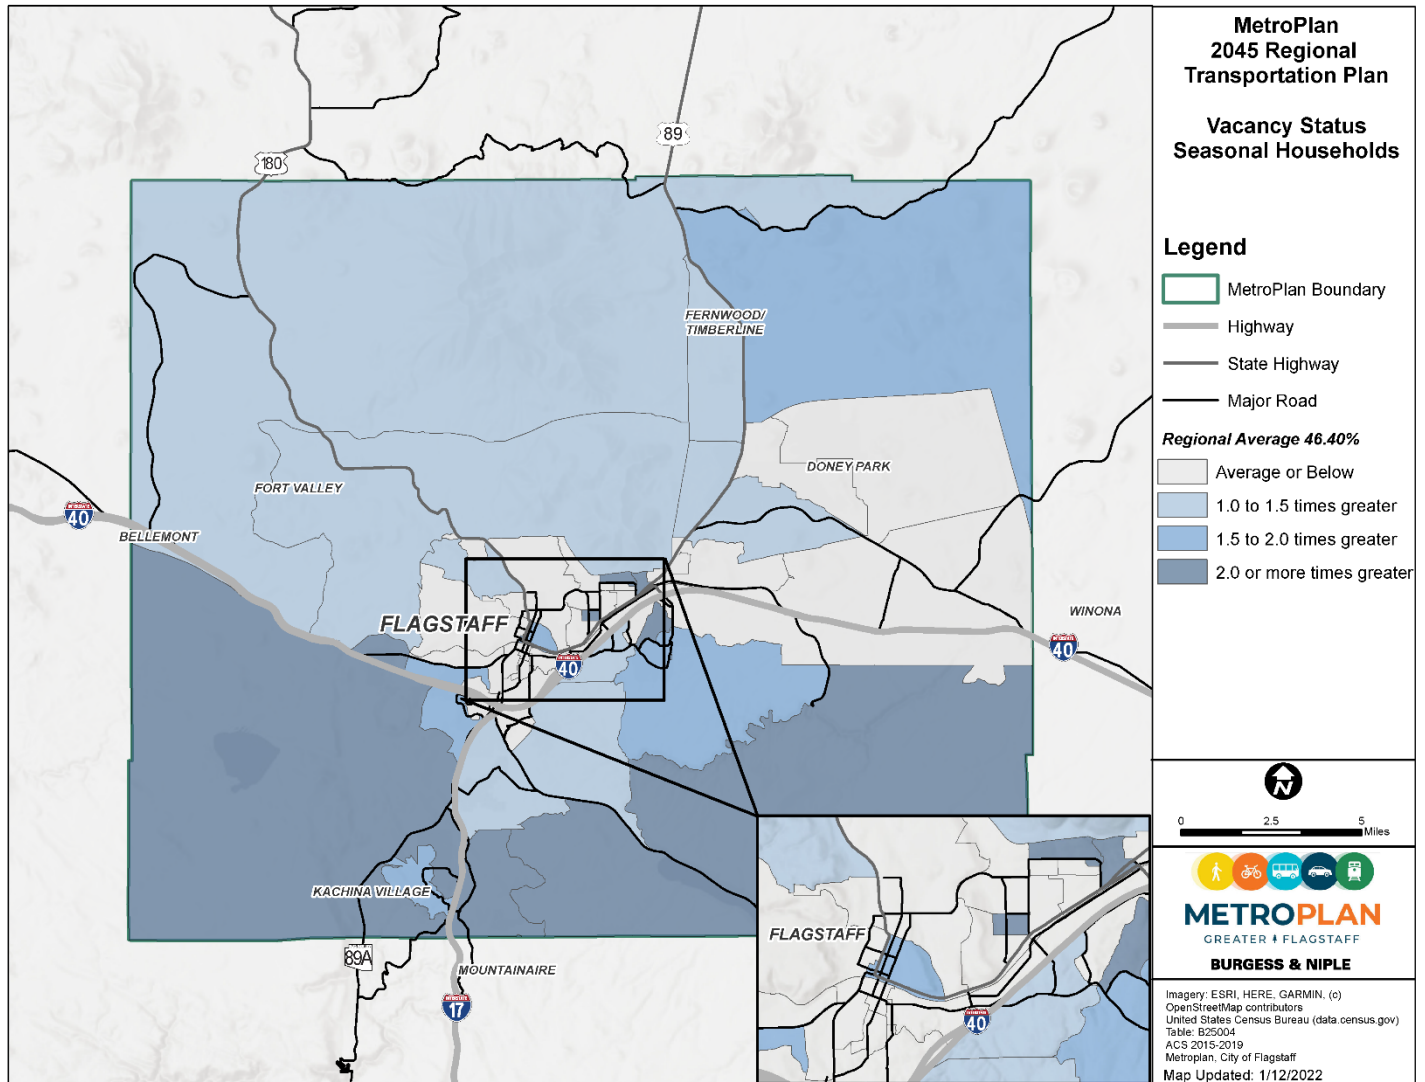 MetroPlan
2045 Regional
Transportation Plan
Vacancy Status
Seasonal Households
Legend
MetroPlan Boundary
Highway
State Highway
Major Road
Regional Average 46.40%
Average or Below
1.0 to 1.5 times greater
1.5 to 2.0 times greater
2.0 or more times greater
N
0 2.5 5
Miles
METROPLAN
GREATER FLAGSTAFF
BURGESS & NIPLE
Imagery: ESRI, HERE, GARMIN, (c)
OpenStreetMap contributors
United States Census Bureau (data.census.gov)
Table: B25004
ACS 2015-2019
Metroplan, City of Flagstaff
Map Updated: 1/12/2022
89
180
FERNWOOD/
TIMBERLINE
DONEY PARK
FORT VALLEY
INTERSTATE
40
BELLEMONT
WINONA
FLAGSTAFF
INTERSTATE
40
INTERSTATE
40
KACHINA VILLAGE
89A
MOUNTAINAIRE
INTERSTATE
17
FLAGSTAFF
INTERSTATE
40